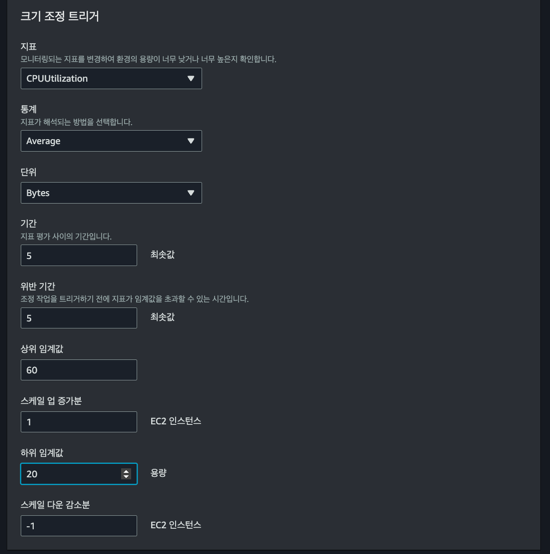 크기 조정 트리거
지표
모니터링되는 지표를 변경하여 환경의 용량이 너무 낮거나 너무 높은지 확인합니다.
CPUUtilization
통계
지표가 해석되는 방법을 선택합니다.
Average
단위
Bytes
기간
지표 평가 사이의 기간입니다.
5 최솟값
위반 기간
조정 작업을 트리거하기 전에 지표가 임계값을 초과할 수 있는 시간입니다.
5 최솟값
상위 임계값
60
스케일 업 증가분
1 EC2 인스턴스
하위 임계값
20 용량
스케일 다운 감소분
-1 EC2 인스턴스